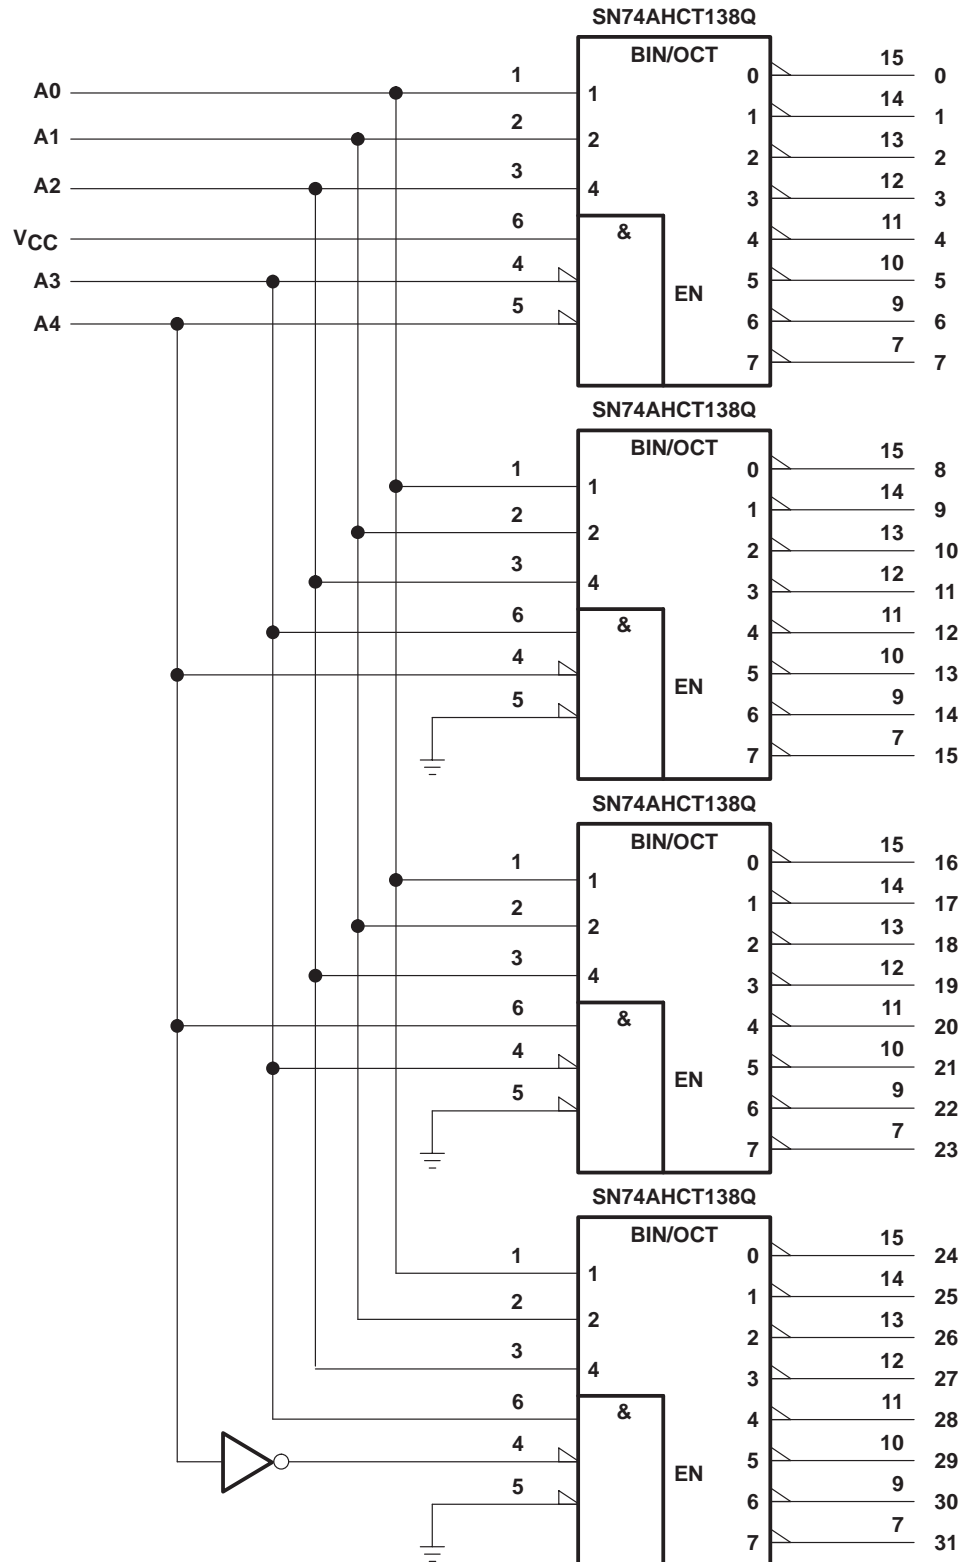 SN74AHCT138Q
BIN/OCT
0 15 0
A0 1 1
1 14 1
A1 2 2
2 13 2
A2 3 4
3 12 3
VCC 6 &
4 11 4
A3 4
5 10 5
EN
A4 5
6 9 6
7 7 7
SN74AHCT138Q
BIN/OCT
0 15 8
1 1
1 14 9
2 2
2 13 10
3 4
3 12 11
6 &
4 11 12
4
5 10 13
EN
5
6 9 14
7 7 15
SN74AHCT138Q
BIN/OCT
0 15 16
1 1
1 14 17
2 2
2 13 18
3 4
3 12 19
6 &
4 11 20
4
5 10 21
EN
5
6 9 22
7 7 23
SN74AHCT138Q
BIN/OCT
0 15 24
1 1
1 14 25
2 2
2 13 26
3 4
3 12 27
6 &
4 11 28
4
5 10 29
EN
5
6 9 30
7 7 31